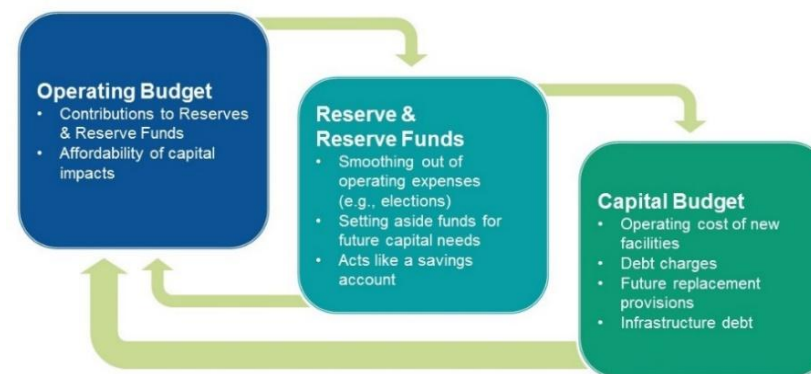 Operating Budget
• Contributions to Reserves
& Reserve Funds
• Affordability of capital
impacts
Reserve &
Reserve Funds
• Smoothing out of
operating expenses
(e.g., elections)
• Setting aside funds for
future capital needs
• Acts like a savings
account
Capital Budget
• Operating cost of new
facilities
• Debt charges
• Future replacement
provisions
• Infrastructure debt